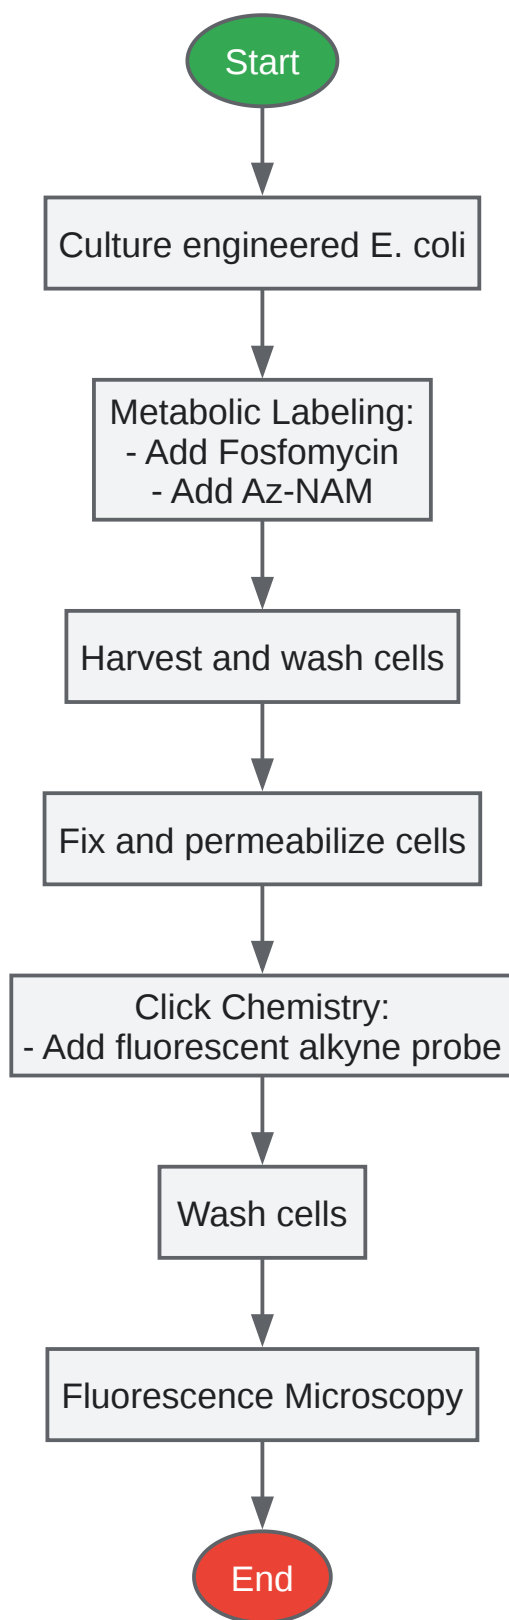 Start
Culture engineered E. coli
Metabolic Labeling:
- Add Fosfomycin
- Add Az-NAM
Harvest and wash cells
Fix and permeabilize cells
Click Chemistry:
- Add fluorescent alkyne probe
Wash cells
Fluorescence Microscopy
End